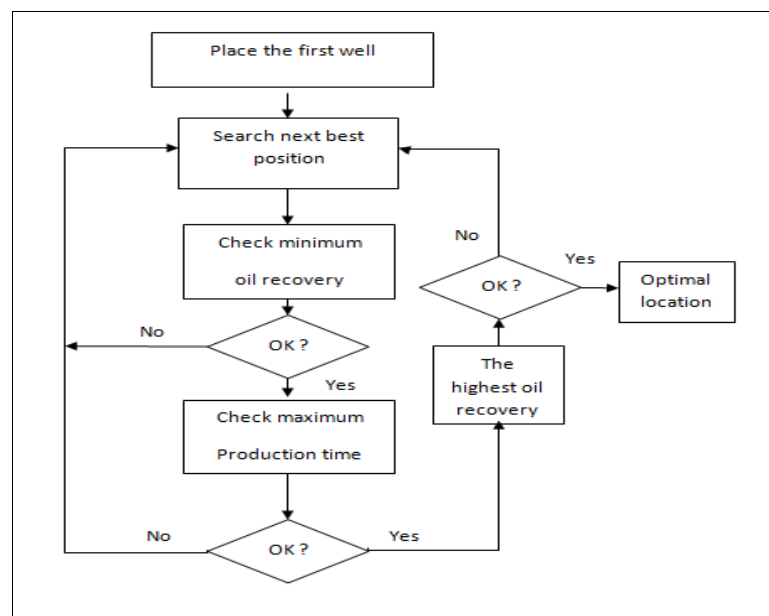 Place the first well
Search next best
position
Check minimum
oil recovery
No
OK ?
Yes
Check maximum
Production time
No
OK ?
Yes
The
highest oil
recovery
No
OK ?
Yes
Optimal
location